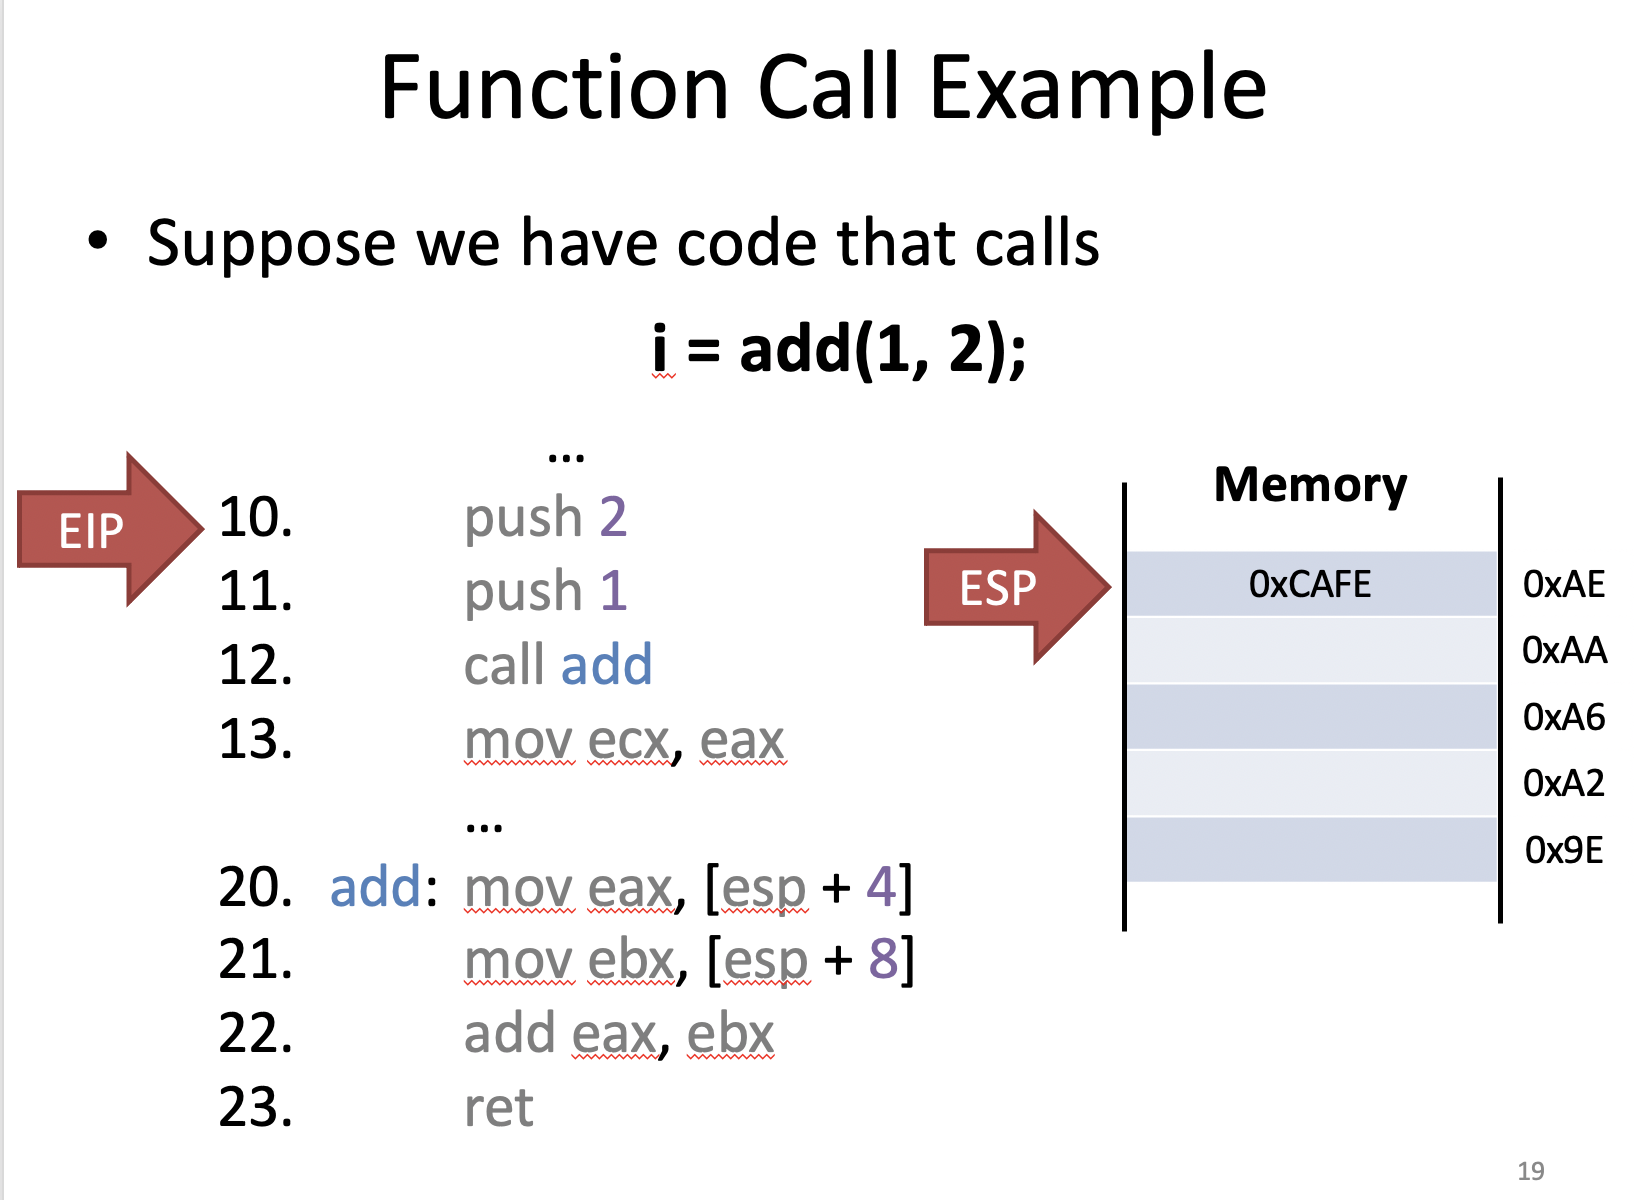 Function Call Example
• Suppose we have code that calls
i = add(1, 2);
EIP
…
10. push 2
11. push 1
12. call add
13. mov ecx, eax
…
20. add: mov eax, [esp + 4]
21. mov ebx, [esp + 8]
22. add eax, ebx
23. ret
Memory
ESP
0xCAFE 0xAE
0xAA
0xA6
0xA2
0x9E
19